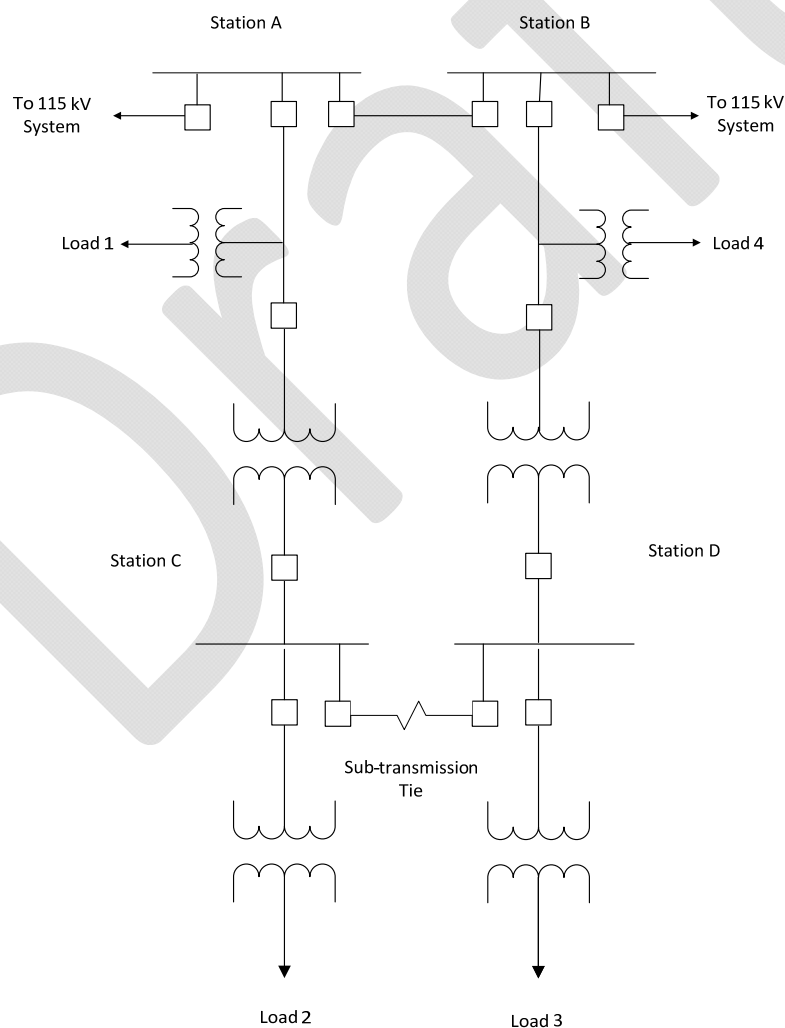 Station A
Station B
To 115 kV
System
To 115 kV
System
Load 1
Load 4
Station C
Station D
Sub-transmission
Tie
Load 2
Load 3
Draft